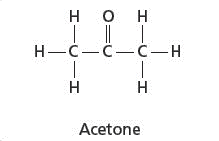 H O H
H C C C H
H H
Acetone